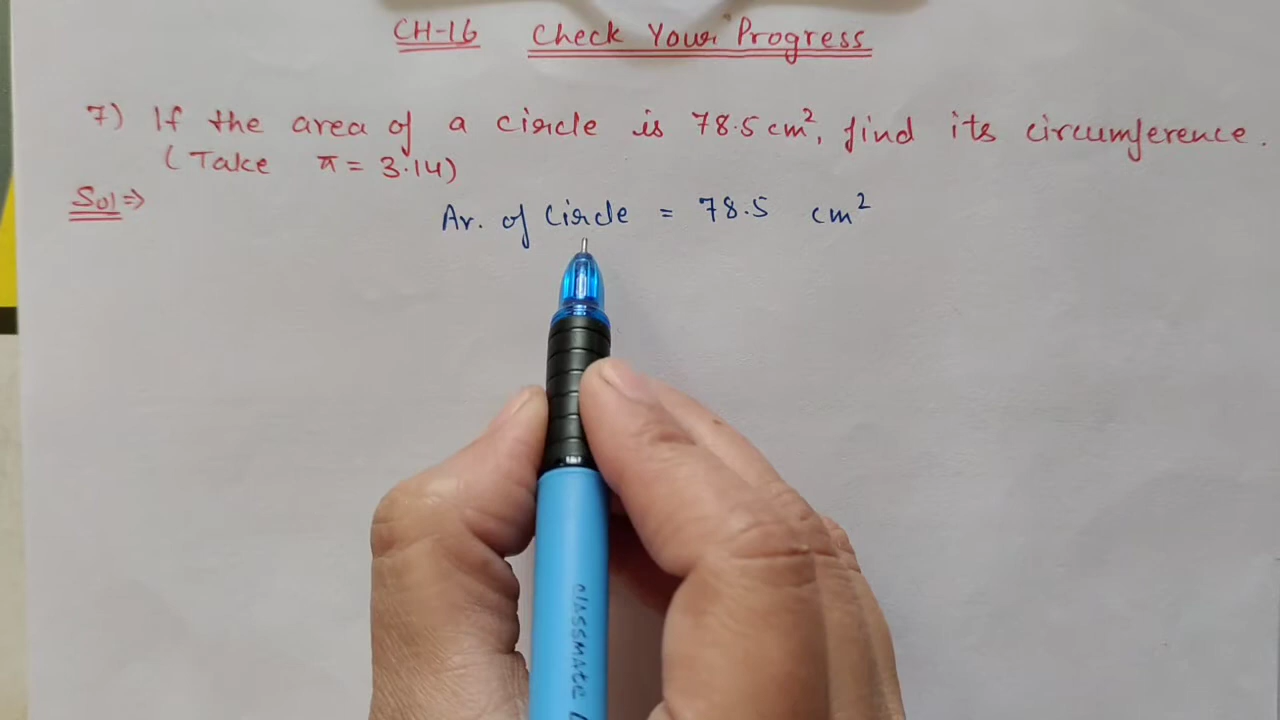 CH-16 Check Your Progress
7) If the area of a circle is 78.5 cm², find its circumference.
(Take π = 3.14)
Sol⇒
Ar. of Circle = 78.5 cm²
classmate